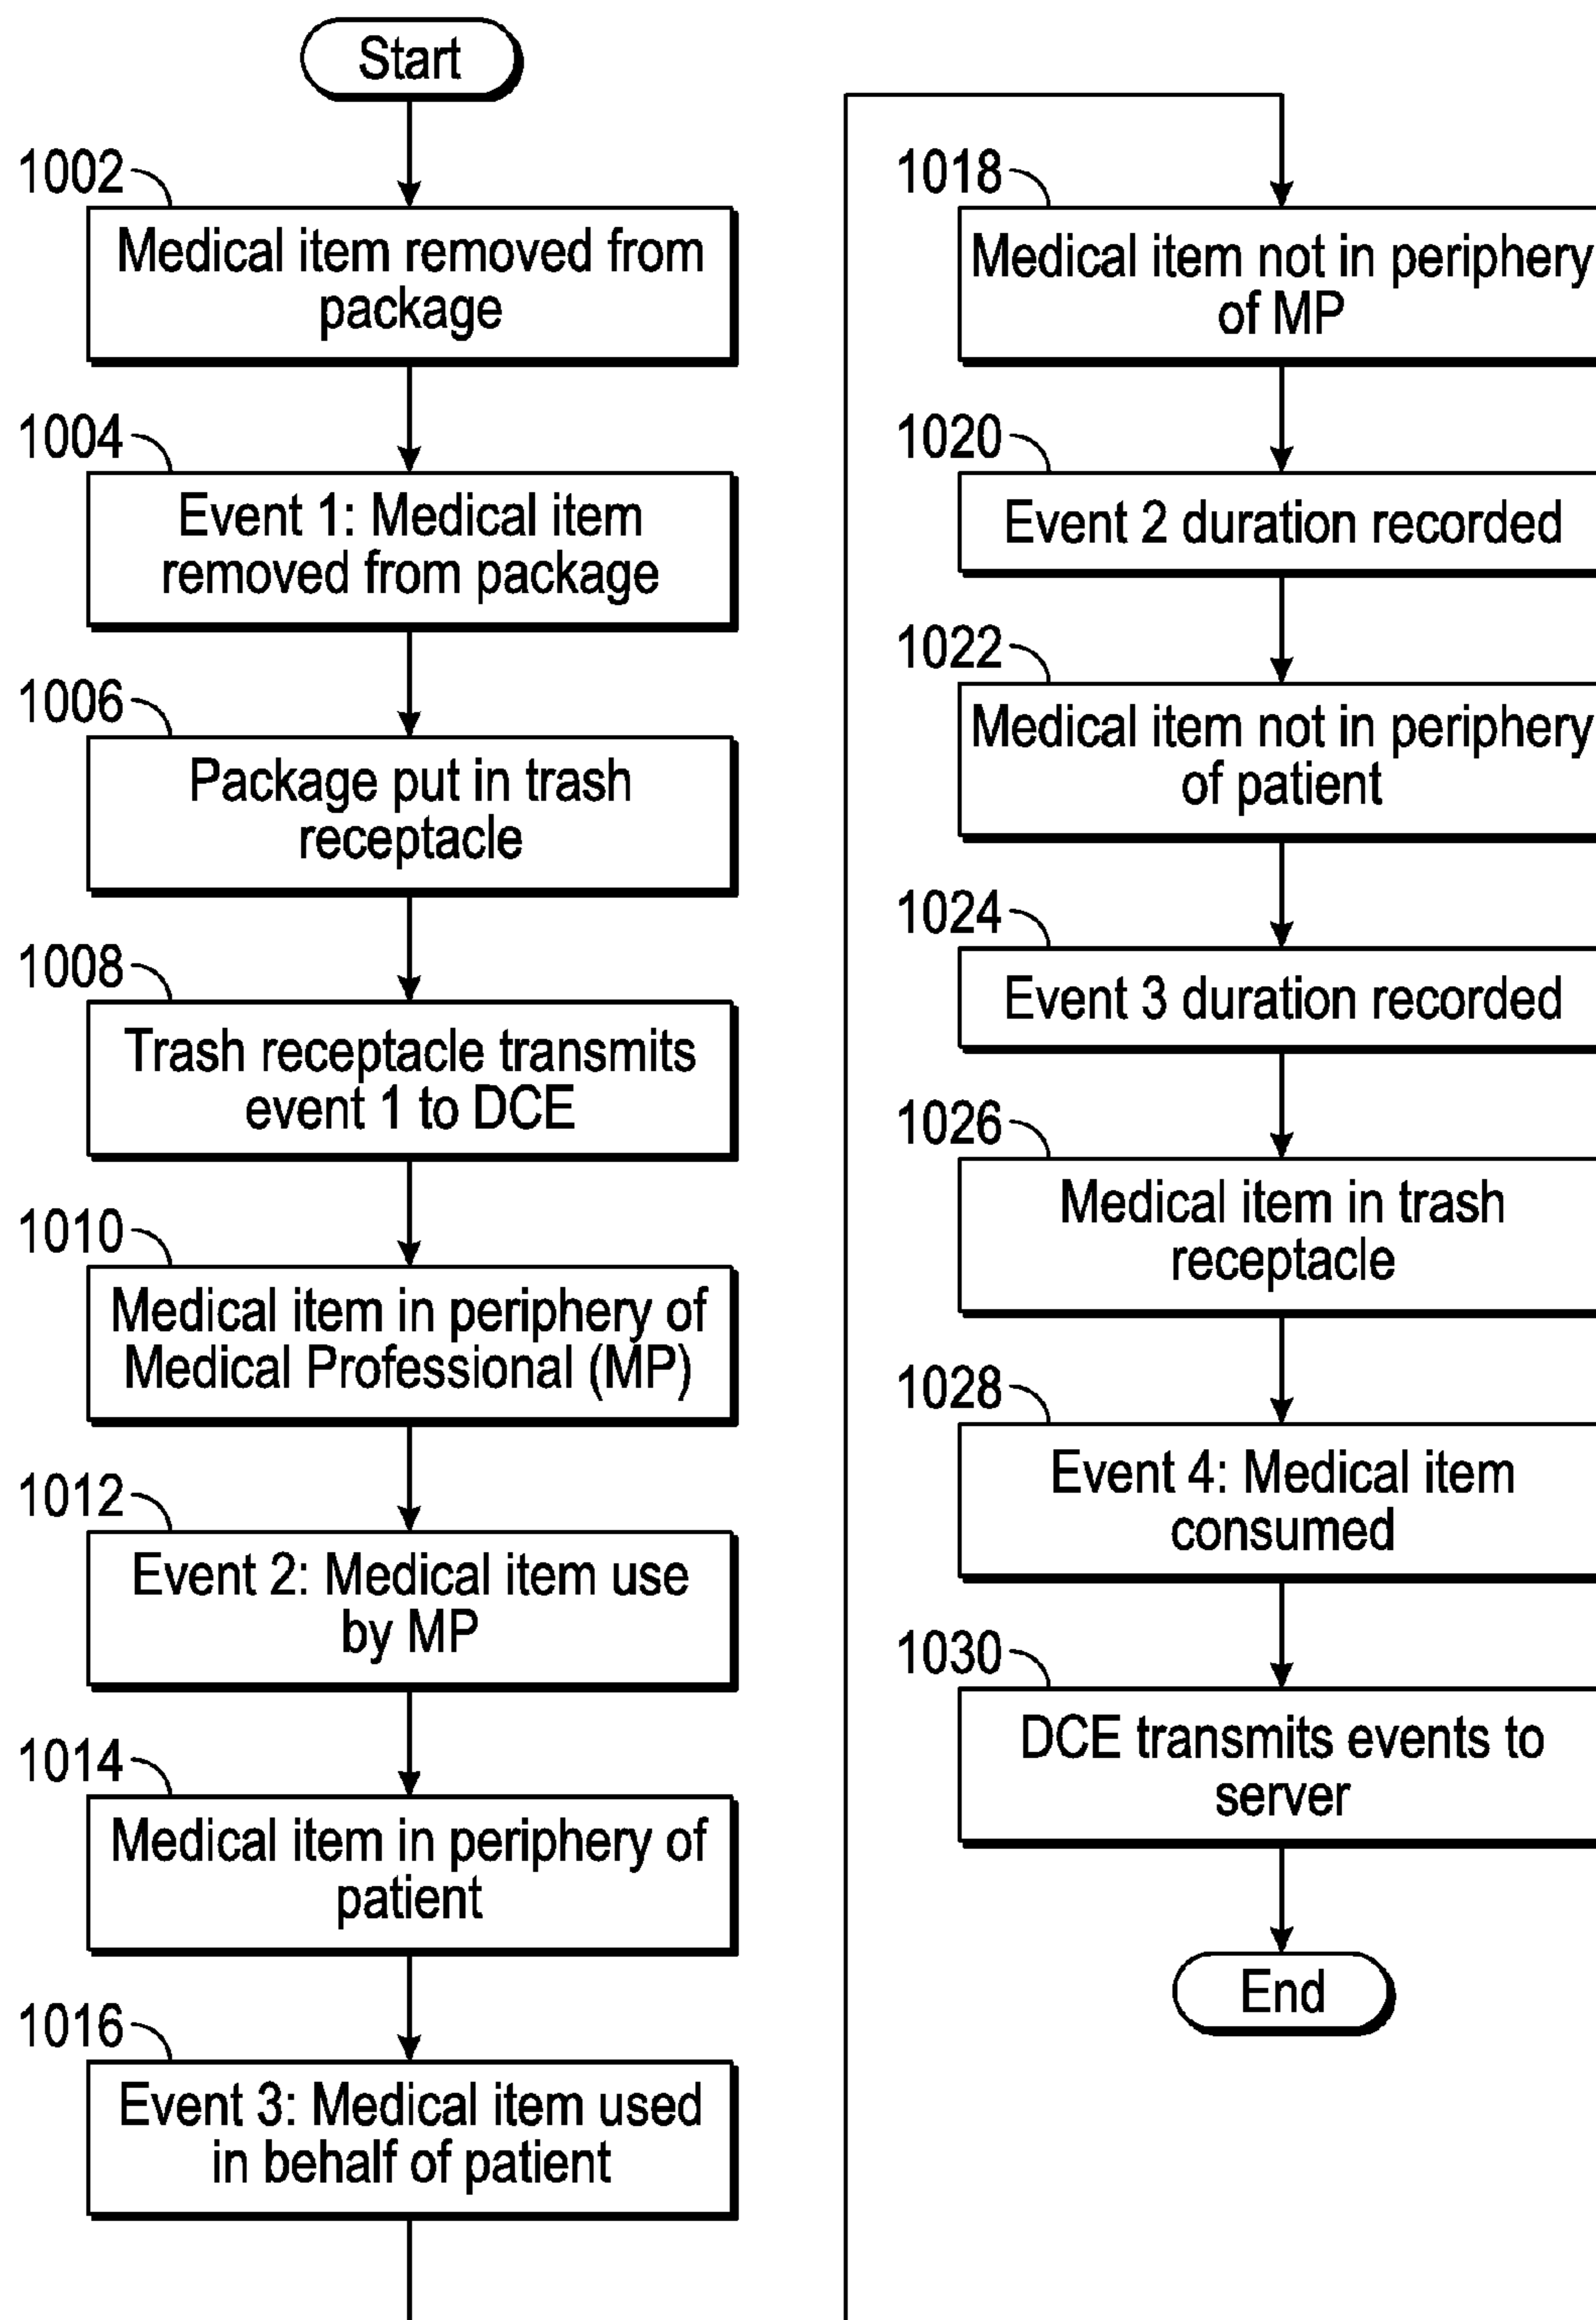 Start
1002
Medical item removed from
package
1004
Event 1: Medical item
removed from package
1006
Package put in trash
receptacle
1008
Trash receptacle transmits
event 1 to DCE
1010
Medical item in periphery of
Medical Professional (MP)
1012
Event 2: Medical item use
by MP
1014
Medical item in periphery of
patient
1016
Event 3: Medical item used
in behalf of patient
1018
Medical item not in periphery
of MP
1020
Event 2 duration recorded
1022
Medical item not in periphery
of patient
1024
Event 3 duration recorded
1026
Medical item in trash
receptacle
1028
Event 4: Medical item
consumed
1030
DCE transmits events to
server
End